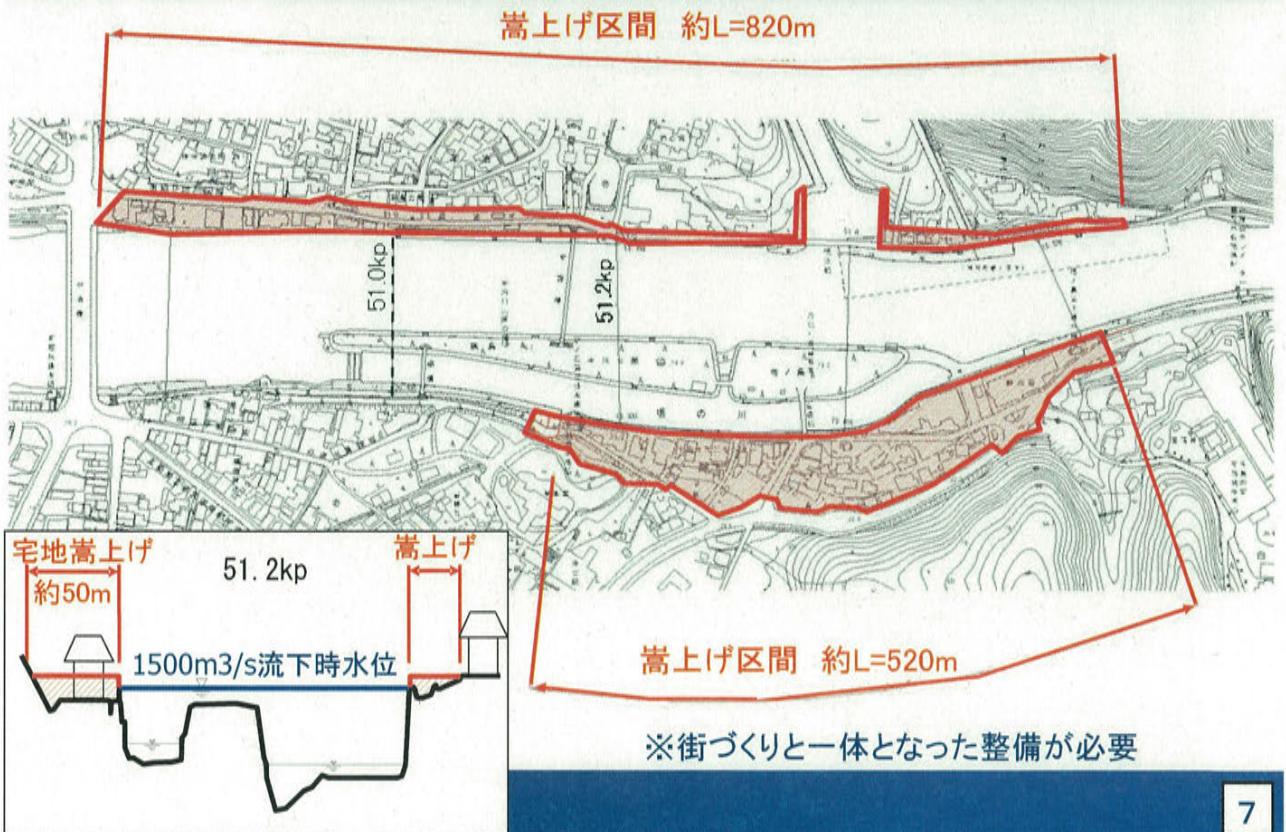 嵩上げ区間 約L=820m
51.0kp
51.2kp
宅地嵩上げ
約50m
51.2kp
嵩上げ
1500m3/s流下時水位
嵩上げ区間 約L=520m
※街づくりと一体となった整備が必要
7